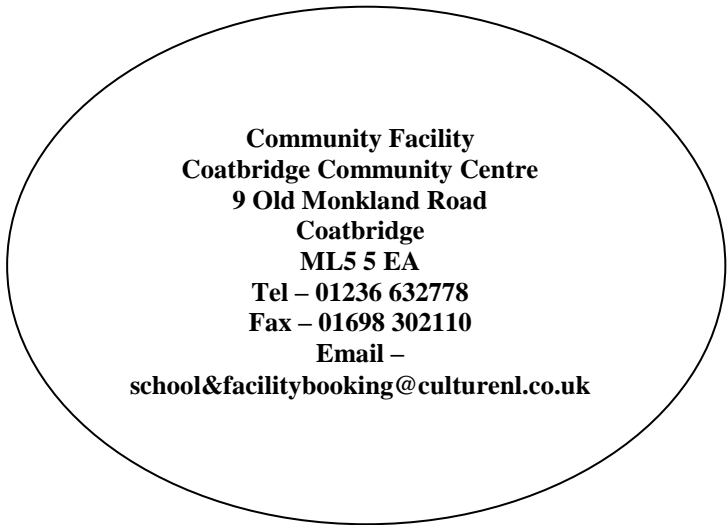 Community Facility
Coatbridge Community Centre
9 Old Monkland Road
Coatbridge
ML5 5 EA
Tel – 01236 632778
Fax – 01698 302110
Email –
school&facilitybooking@culturenl.co.uk